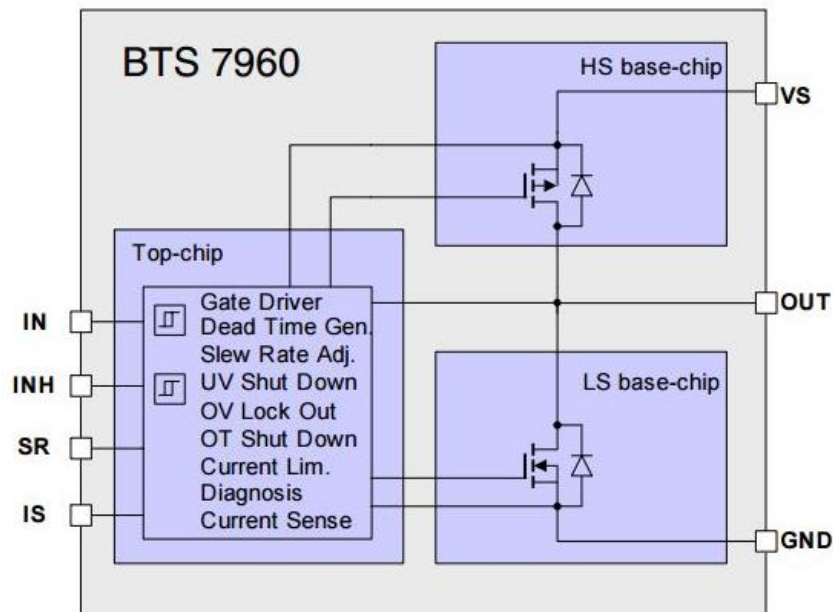 BTS 7960
HS base-chip
VS
Top-chip
Gate Driver
Dead Time Gen.
Slew Rate Adj.
UV Shut Down
OV Lock Out
OT Shut Down
Current Lim.
Diagnosis
Current Sense
IN
INH
SR
IS
OUT
LS base-chip
GND